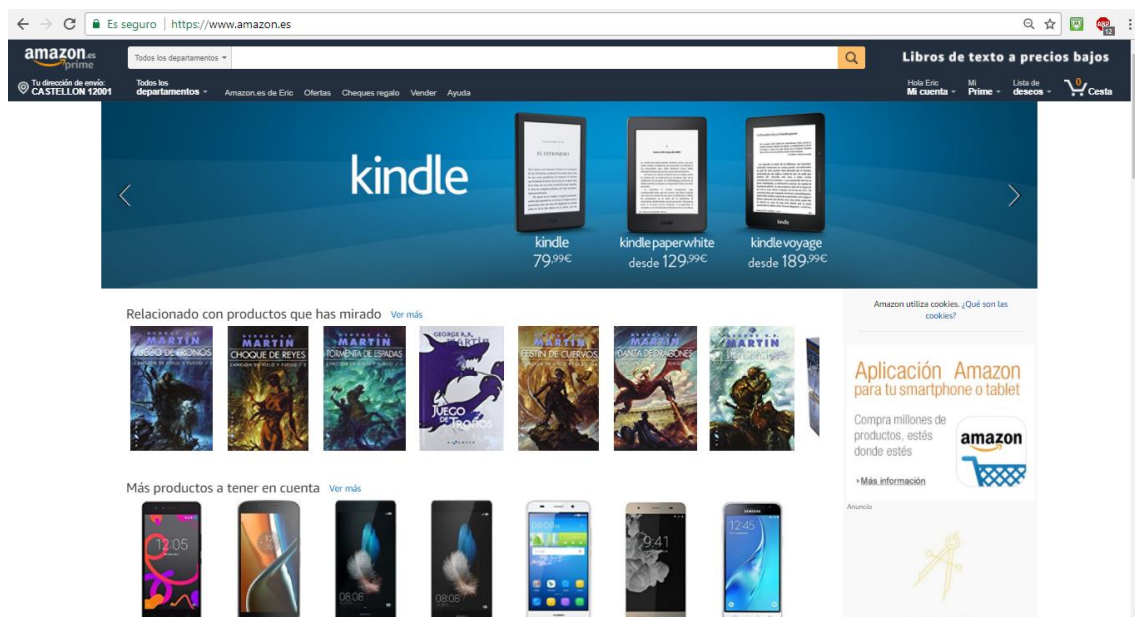 Es seguro | https://www.amazon.es
ABP
12
amazon.es
prime
Todos los departamentos
Libros de texto a precios bajos
Tu dirección de envío:
CASTELLON 12001
Todos los
departamentos
Amazon.es de Eric Ofertas Cheques regalo Vender Ayuda
Hola Eric
Mi cuenta
Mi
Prime
Lista de
deseos
0
Cesta
kindle
kindle
79,99€
kindle paperwhite
desde 129,99€
kindle voyage
desde 189,99€
Relacionado con productos que has mirado Ver más
MARTIN
JUEGO DE TRONOS
MARTIN
CHOQUE DE REYES
MARTIN
TORMENTA DE ESPADAS
GEORGE R.R.
MARTIN
JUEGO
DE TRONOS
MARTIN
FESTÍN DE CUERVOS
MARTIN
DANZA DE DRAGONES
MARTIN
Amazon utiliza cookies. ¿Qué son las
cookies?
Aplicación Amazon
para tu smartphone o tablet
Compra millones de
productos, estés
donde estés
amazon
Más información
Anuncio
Más productos a tener en cuenta Ver más
12:05
08:08
08:08
08:08
9:41
12:45